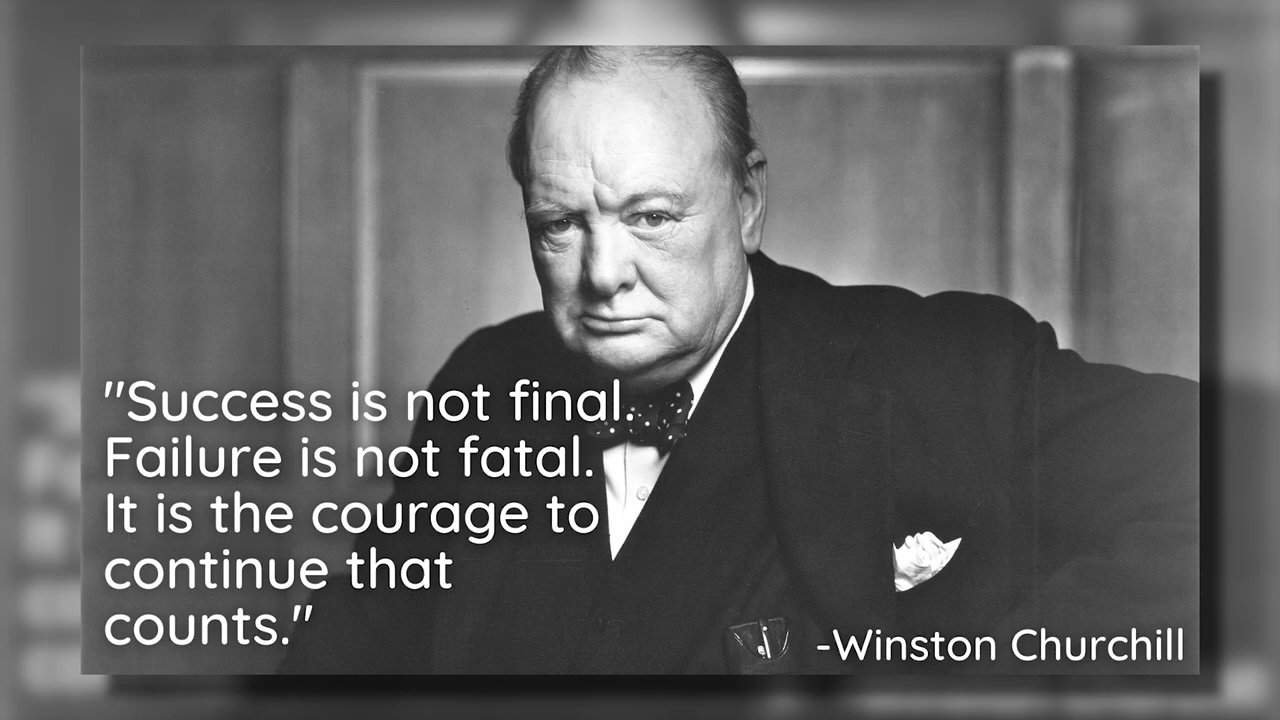 "Success is not final.
Failure is not fatal.
It is the courage to
continue that
counts."
-Winston Churchill